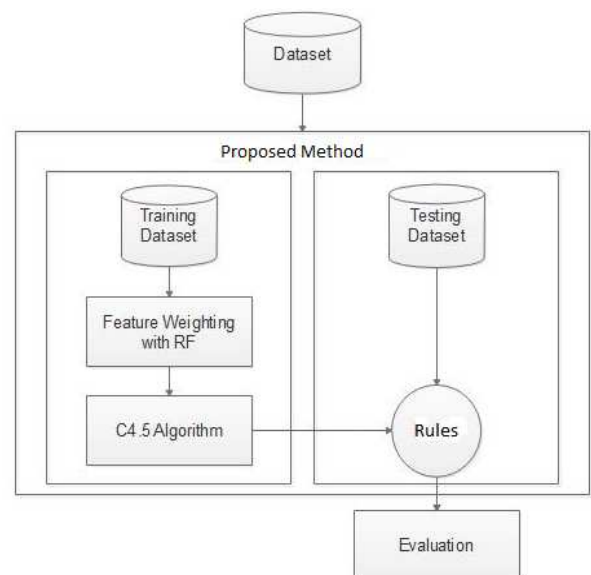 Dataset
Proposed Method
Training
Dataset
Feature Weighting
with RF
C4.5 Algorithm
Testing
Dataset
Rules
Evaluation